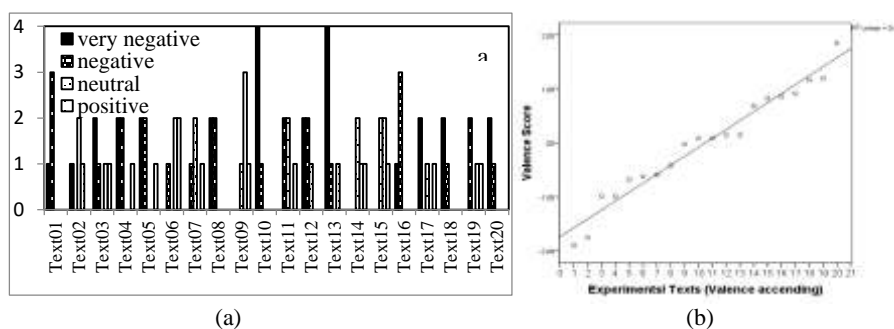 4
3
2
1
0
very negative
negative
neutral
positive
a
Text01
Text02
Text03
Text04
Text05
Text06
Text07
Text08
Text09
Text10
Text11
Text12
Text13
Text14
Text15
Text16
Text17
Text18
Text19
Text20
(a)
Valence Score
0 1 2 3 4 5 6 7 8 9 10 11 12 13 14 15 16 17 18 19 20 21
Experimental Texts (Valence accending)
(b)